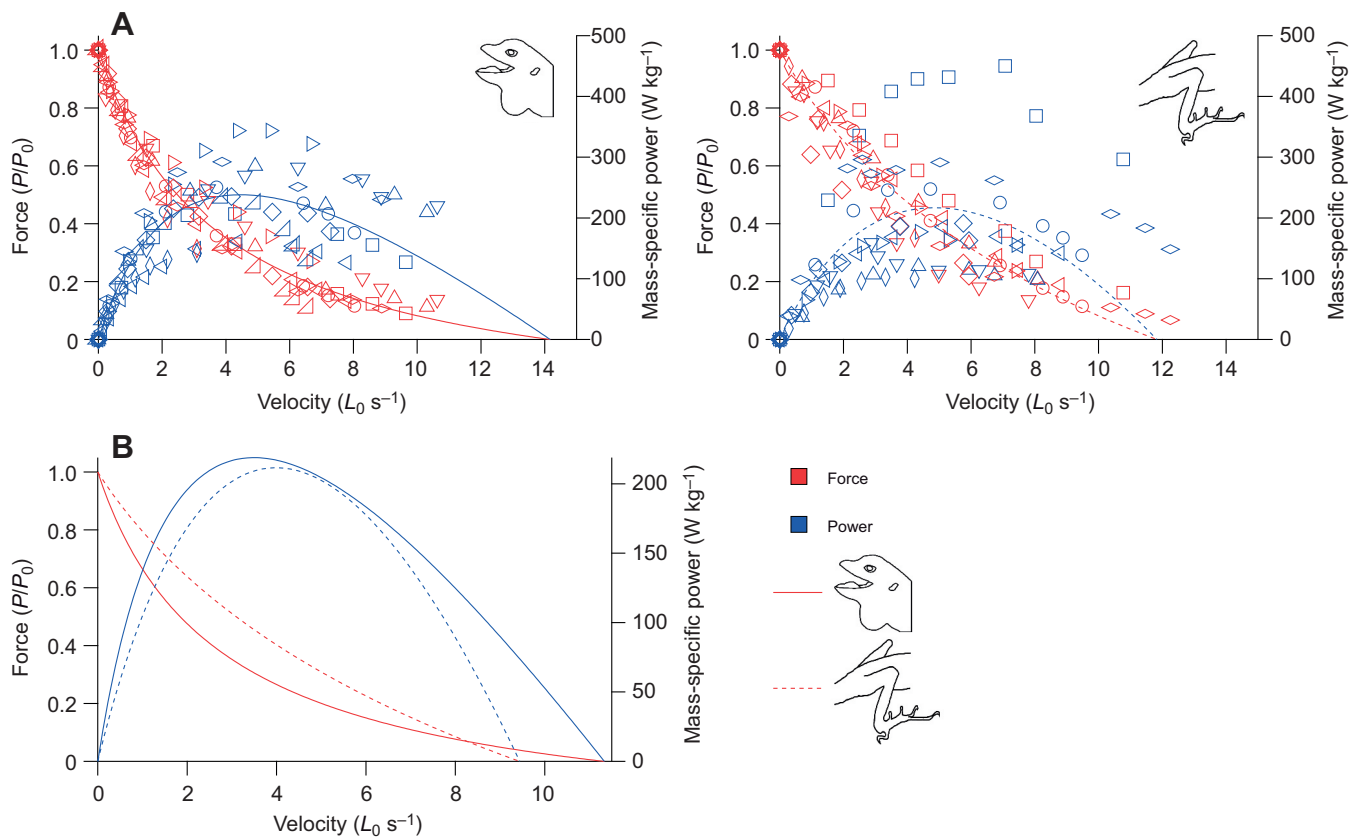 A
Force (P/P0)
1.0
0.8
0.6
0.4
0.2
0
0 2 4 6 8 10 12 14
Velocity (L0 s–1)
500
400
300
200
100
0
Mass-specific power (W kg–1)
Force (P/P0)
1.0
0.8
0.6
0.4
0.2
0
0 2 4 6 8 10 12 14
Velocity (L0 s–1)
500
400
300
200
100
0
Mass-specific power (W kg–1)
B
Force (P/P0)
1.0
0.8
0.6
0.4
0.2
0
0 2 4 6 8 10
Velocity (L0 s–1)
200
150
100
50
0
Mass-specific power (W kg–1)
Force
Power